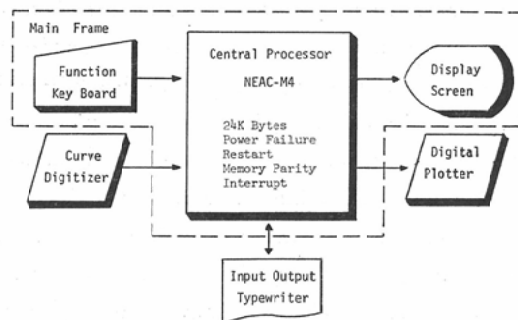 Main Frame
Function
Key Board
Central Processor
NEAC-M4
24K Bytes
Power Failure
Restart
Memory Parity
Interrupt
Display
Screen
Curve
Digitizer
Digital
Plotter
Input Output
Typewriter